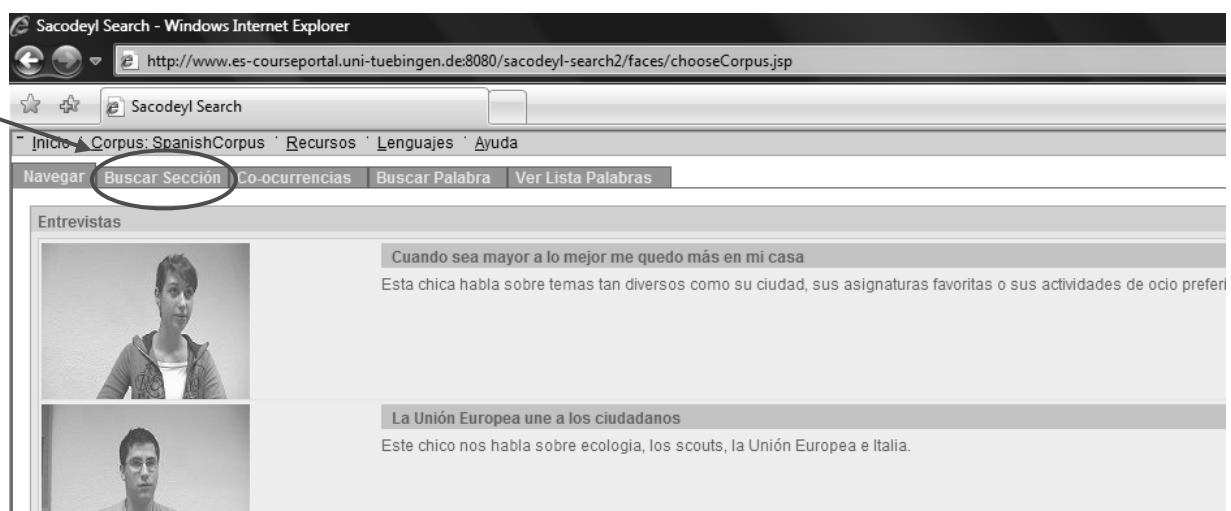 Sacodeyl Search - Windows Internet Explorer
http://www.es-courseportal.uni-tuebingen.de:8080/sacodeyl-search2/faces/chooseCorpus.jsp
Sacodeyl Search
Inicio Corpus: SpanishCorpus Recursos Lenguajes Ayuda
Navegar Buscar Sección Co-ocurrencias Buscar Palabra Ver Lista Palabras
Entrevistas
Cuando sea mayor a lo mejor me quedo más en mi casa
Esta chica habla sobre temas tan diversos como su ciudad, sus asignaturas favoritas o sus actividades de ocio preferi
La Unión Europea une a los ciudadanos
Este chico nos habla sobre ecologia, los scouts, la Unión Europea e Italia.